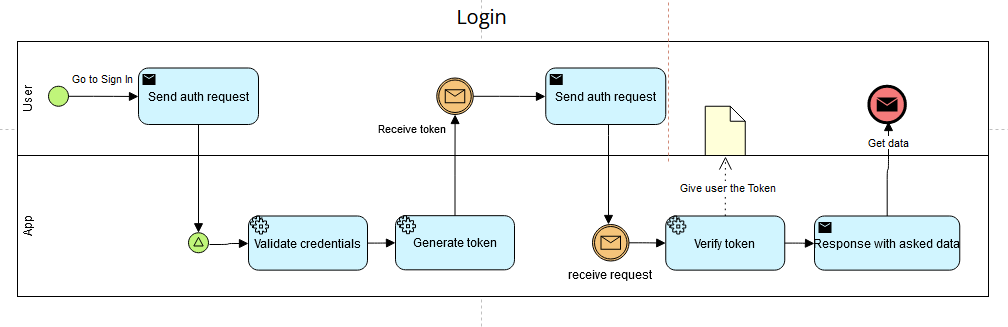 Login
User
Go to Sign In
Send auth request
Receive token
Send auth request
Get data
App
Validate credentials
Generate token
receive request
Give user the Token
Verify token
Response with asked data